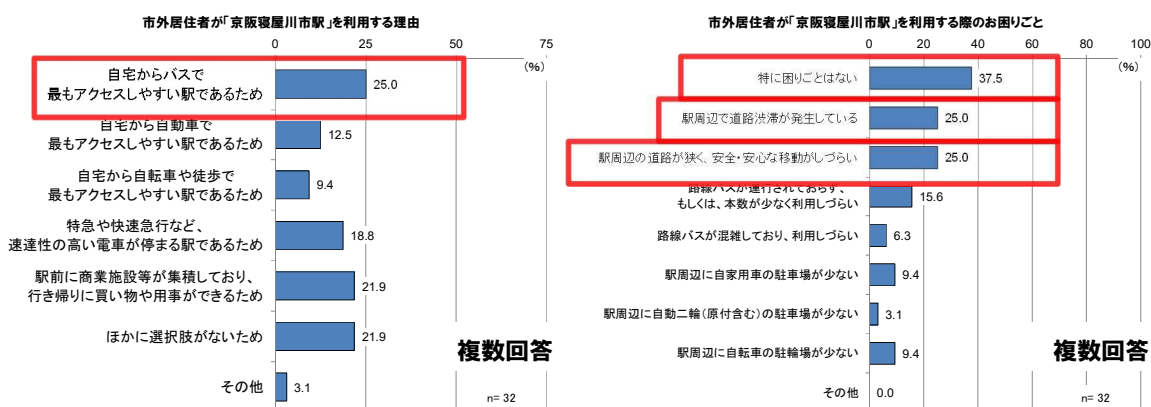 市外居住者が「京阪寝屋川市駅」を利用する理由
0 25 50 75
(%)
自宅からバスで
最もアクセスしやすい駅であるため
25.0
自宅から自動車で
最もアクセスしやすい駅であるため
12.5
自宅から自転車や徒歩で
最もアクセスしやすい駅であるため
9.4
特急や快速急行など、
速達性の高い電車が停まる駅であるため
18.8
駅前に商業施設等が集積しており、
行き帰りに買い物や用事ができるため
21.9
ほかに選択肢がないため
21.9
その他
3.1
複数回答
n= 32
市外居住者が「京阪寝屋川市駅」を利用する際のお困りごと
0 20 40 60 80 100
(%)
特に困りごとはない
37.5
駅周辺で道路渋滞が発生している
25.0
駅周辺の道路が狭く、安全・安心な移動がしづらい
25.0
路線バスが運行されておらず、
もしくは、本数が少なく利用しづらい
15.6
路線バスが混雑しており、利用しづらい
6.3
駅周辺に自家用車の駐車場が少ない
9.4
駅周辺に自動二輪(原付含む)の駐車場が少ない
3.1
駅周辺に自転車の駐輪場が少ない
9.4
その他
0.0
複数回答
n= 32